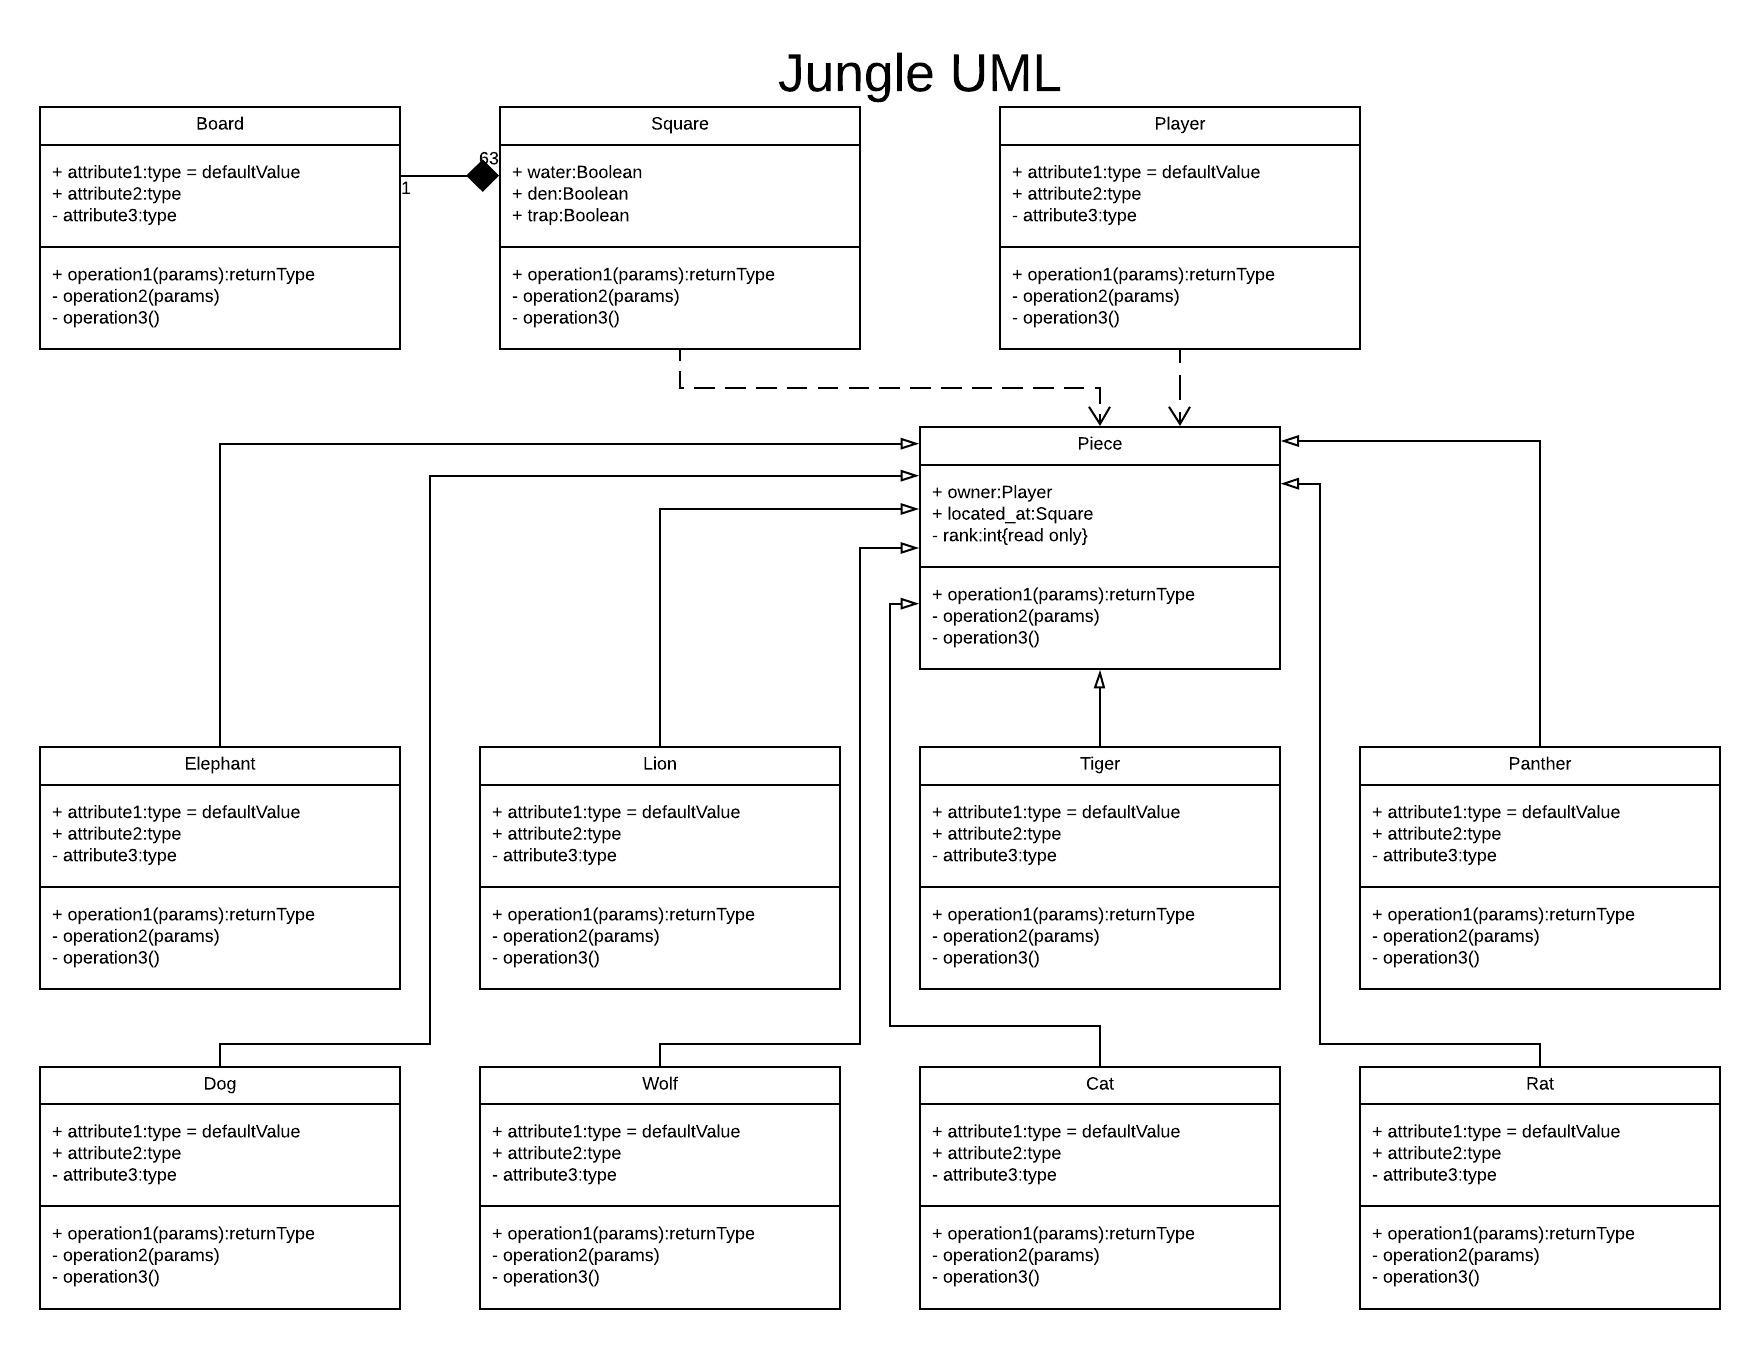 Jungle UML
Board
+ attribute1:type = defaultValue
+ attribute2:type
- attribute3:type
+ operation1(params):returnType
- operation2(params)
- operation3()
1
63
Square
+ water:Boolean
+ den:Boolean
+ trap:Boolean
+ operation1(params):returnType
- operation2(params)
- operation3()
Player
+ attribute1:type = defaultValue
+ attribute2:type
- attribute3:type
+ operation1(params):returnType
- operation2(params)
- operation3()
Piece
+ owner:Player
+ located_at:Square
- rank:int{read only}
+ operation1(params):returnType
- operation2(params)
- operation3()
Elephant
+ attribute1:type = defaultValue
+ attribute2:type
- attribute3:type
+ operation1(params):returnType
- operation2(params)
- operation3()
Lion
+ attribute1:type = defaultValue
+ attribute2:type
- attribute3:type
+ operation1(params):returnType
- operation2(params)
- operation3()
Tiger
+ attribute1:type = defaultValue
+ attribute2:type
- attribute3:type
+ operation1(params):returnType
- operation2(params)
- operation3()
Panther
+ attribute1:type = defaultValue
+ attribute2:type
- attribute3:type
+ operation1(params):returnType
- operation2(params)
- operation3()
Dog
+ attribute1:type = defaultValue
+ attribute2:type
- attribute3:type
+ operation1(params):returnType
- operation2(params)
- operation3()
Wolf
+ attribute1:type = defaultValue
+ attribute2:type
- attribute3:type
+ operation1(params):returnType
- operation2(params)
- operation3()
Cat
+ attribute1:type = defaultValue
+ attribute2:type
- attribute3:type
+ operation1(params):returnType
- operation2(params)
- operation3()
Rat
+ attribute1:type = defaultValue
+ attribute2:type
- attribute3:type
+ operation1(params):returnType
- operation2(params)
- operation3()